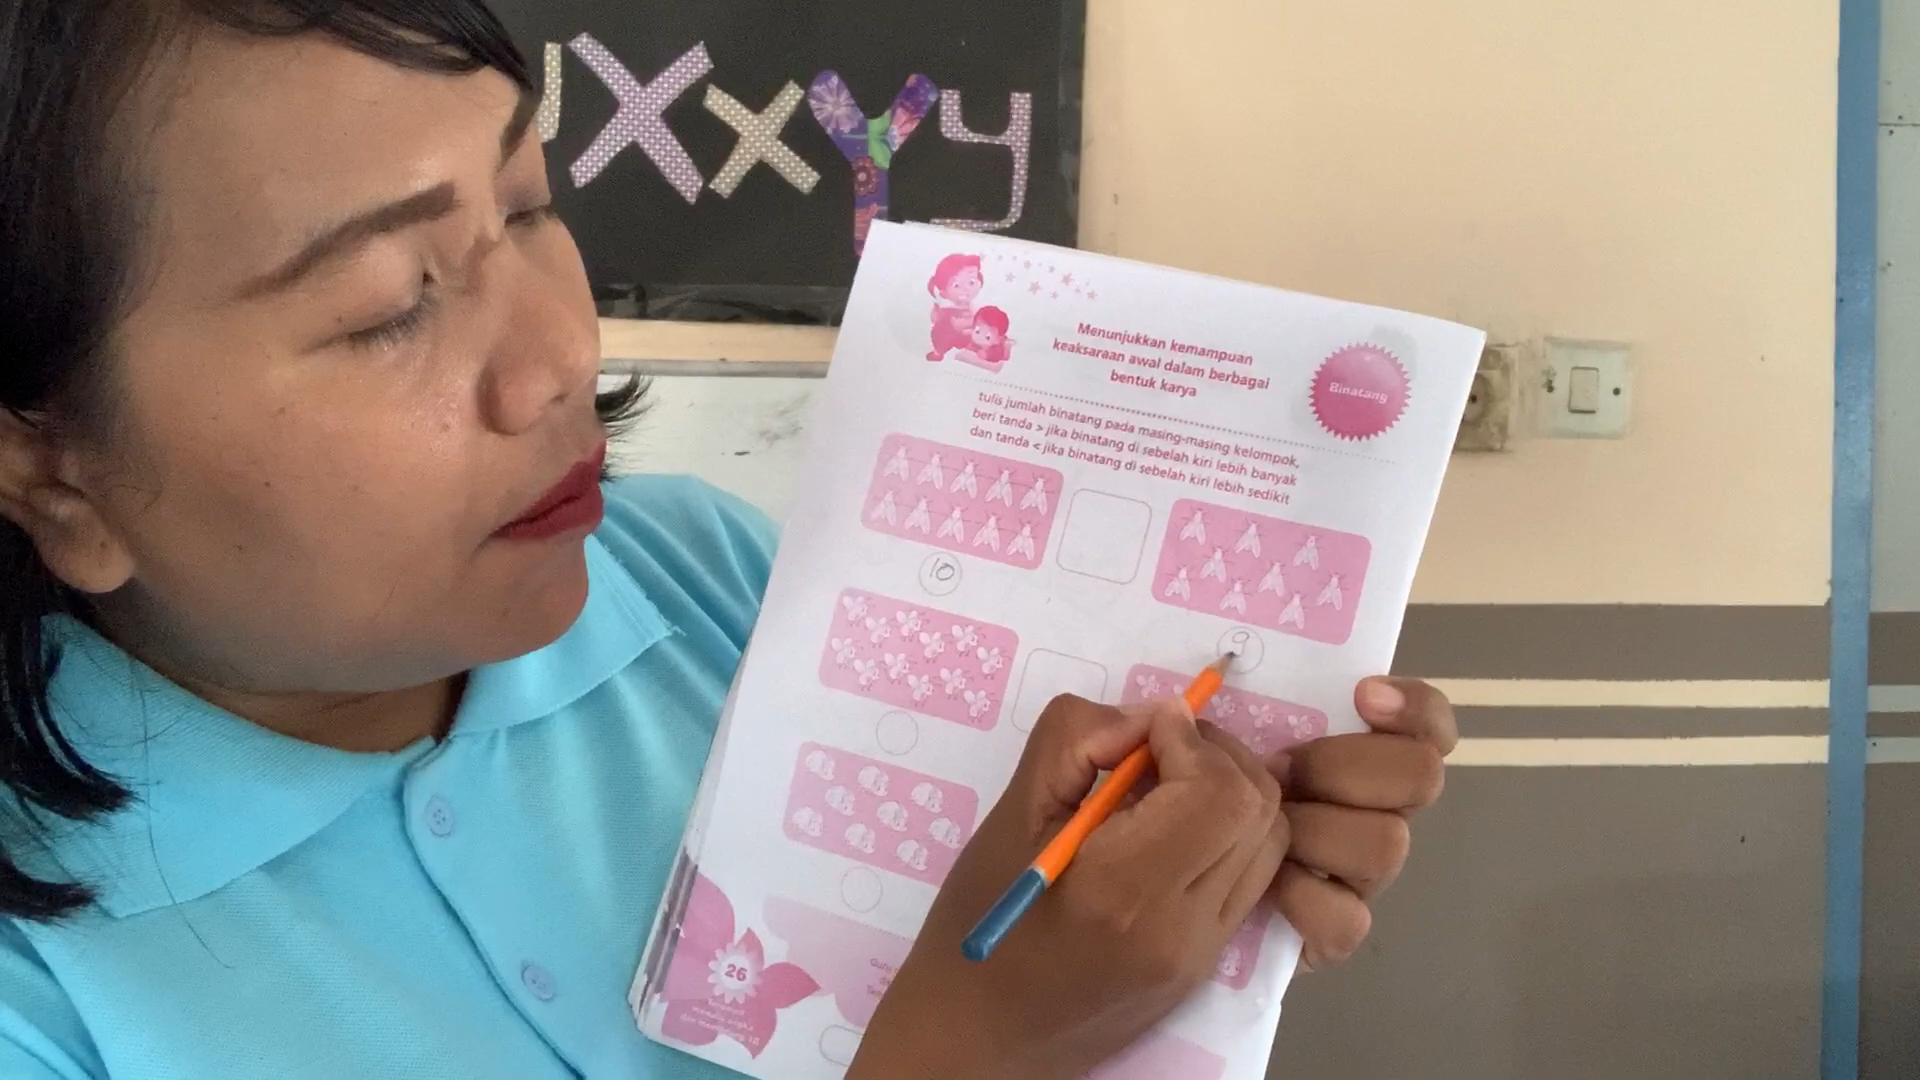 X x Y y
Menunjukkan kemampuan
keaksaraan awal dalam berbagai
bentuk karya
Binatang
tulis jumlah binatang pada masing-masing kelompok,
beri tanda > jika binatang di sebelah kiri lebih banyak
dan tanda < jika binatang di sebelah kiri lebih sedikit
10
9
26